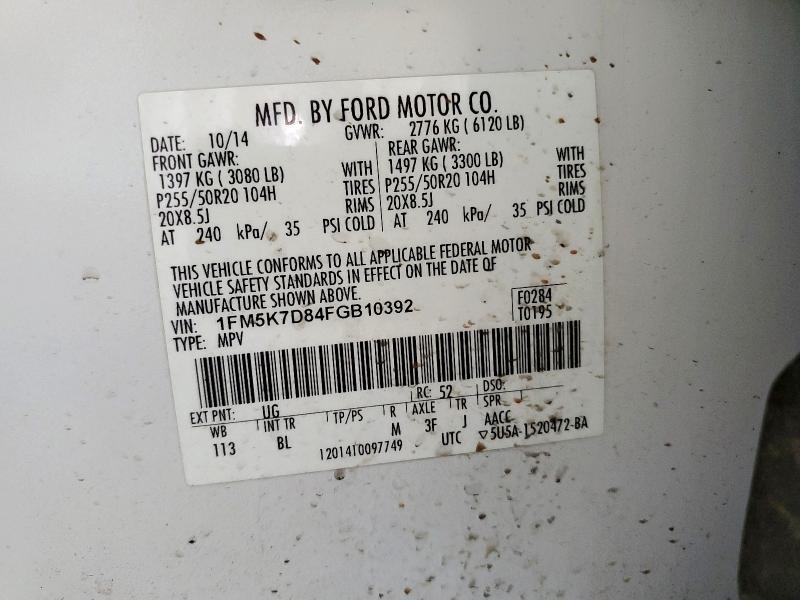 MFD. BY FORD MOTOR CO.
DATE: 10/14 GVWR: 2776 KG ( 6120 LB)
FRONT GAWR: REAR GAWR:
1397 KG ( 3080 LB) WITH 1497 KG ( 3300 LB) WITH
P255/50R20 104H TIRES P255/50R20 104H TIRES
20X8.5J RIMS 20X8.5J RIMS
AT 240 kPa/ 35 PSI COLD AT 240 kPa/ 35 PSI COLD
THIS VEHICLE CONFORMS TO ALL APPLICABLE FEDERAL MOTOR
VEHICLE SAFETY STANDARDS IN EFFECT ON THE DATE OF
MANUFACTURE SHOWN ABOVE.
VIN: 1FM5K7D84FGB10392 F0284
TYPE: MPV T0195
EXT PNT: UG RC: 52 DSO:
WB INT TR TP/PS R AXLE TR SPR
113 BL M 3F J AACC
12014T0097749 UTC ▽5U5A-1520472-BA